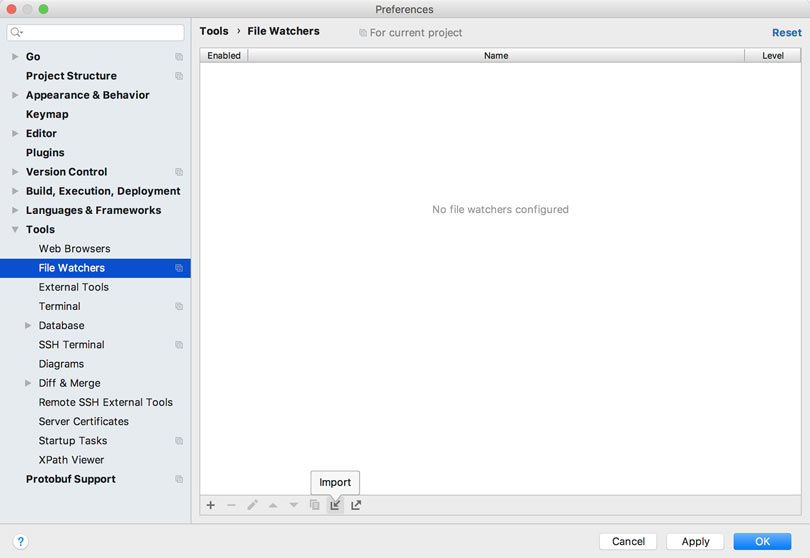 Preferences
Tools › File Watchers
For current project
Reset
Go
Project Structure
Appearance & Behavior
Keymap
Editor
Plugins
Version Control
Build, Execution, Deployment
Languages & Frameworks
Tools
Web Browsers
File Watchers
External Tools
Terminal
Database
SSH Terminal
Diagrams
Diff & Merge
Remote SSH External Tools
Server Certificates
Startup Tasks
XPath Viewer
Protobuf Support
Enabled
Name
Level
No file watchers configured
Import
?
Cancel
Apply
OK